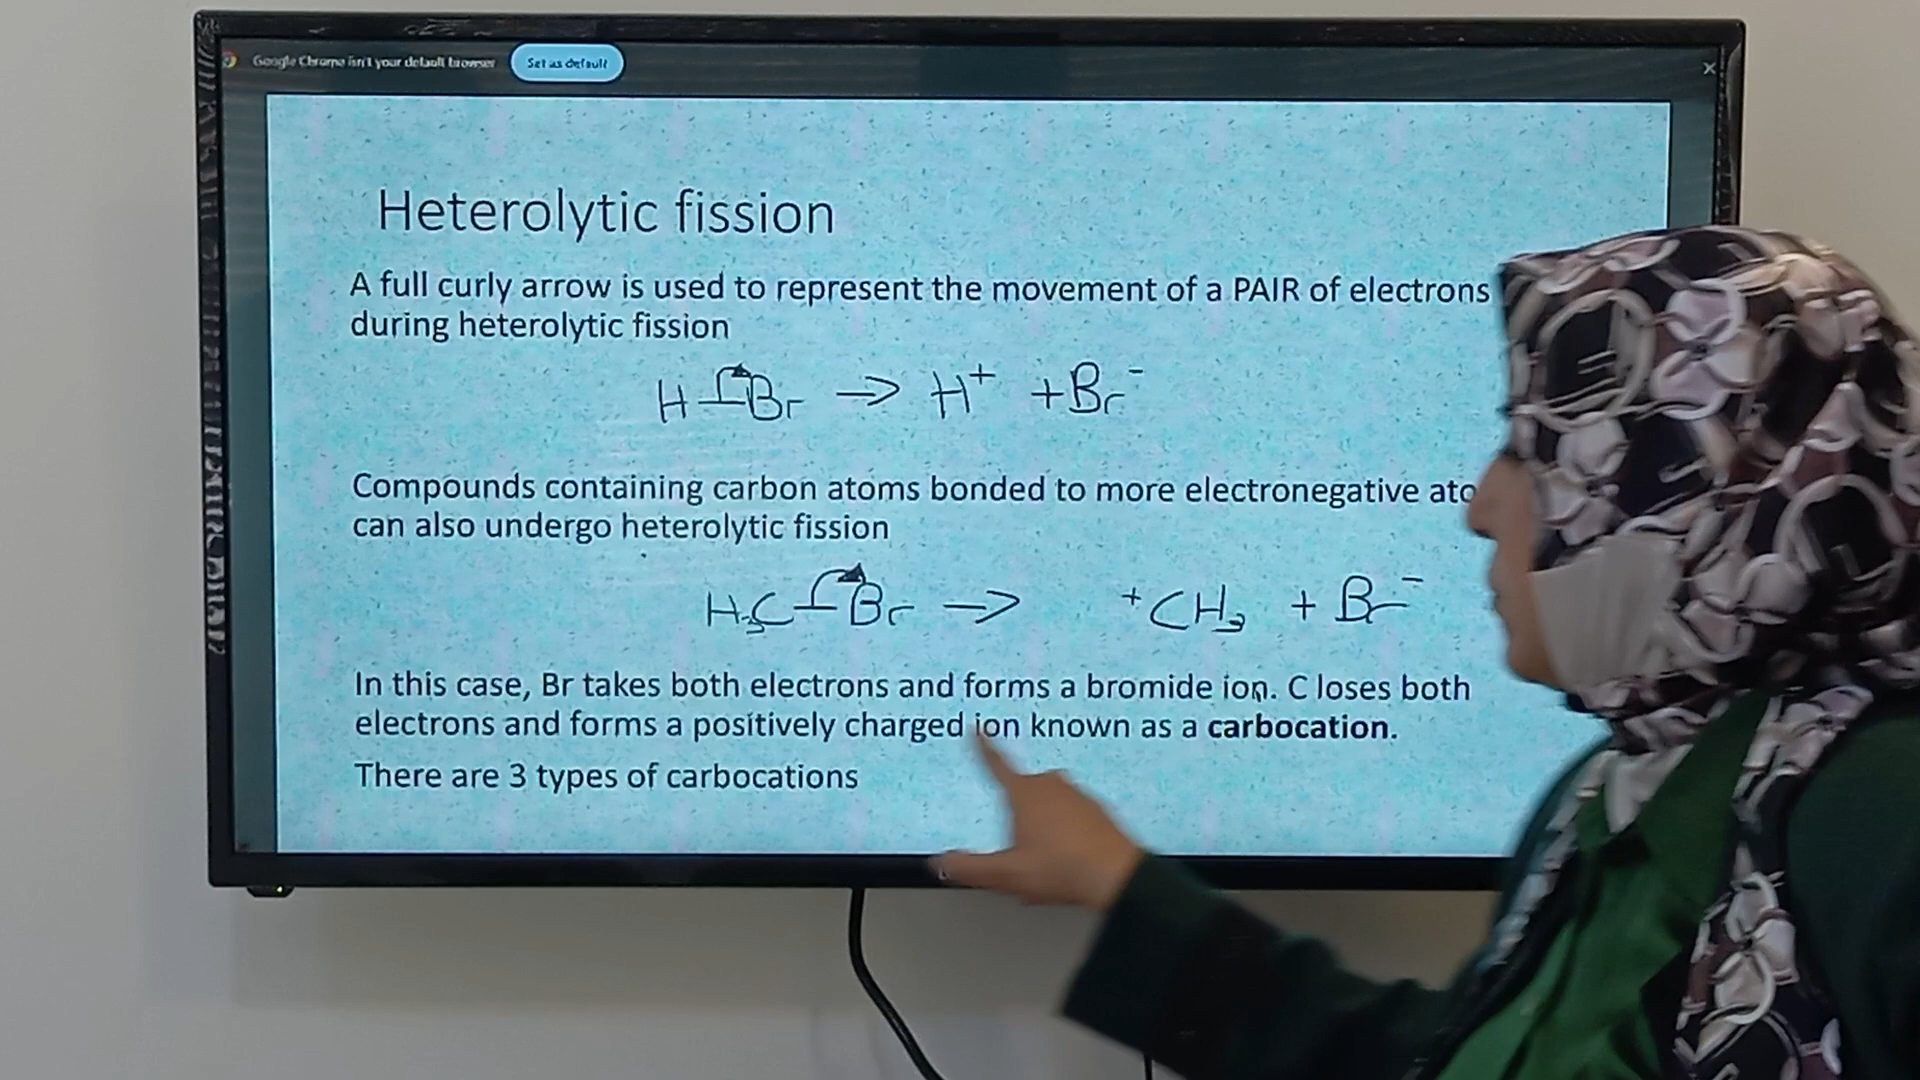 Google Chrome isn't your default browser Set as default
Heterolytic fission
A full curly arrow is used to represent the movement of a PAIR of electrons
during heterolytic fission
H–Br → H⁺ + Br⁻
Compounds containing carbon atoms bonded to more electronegative ato
can also undergo heterolytic fission
H₃C–Br → ⁺CH₃ + Br⁻
In this case, Br takes both electrons and forms a bromide ion. C loses both
electrons and forms a positively charged ion known as a carbocation.
There are 3 types of carbocations